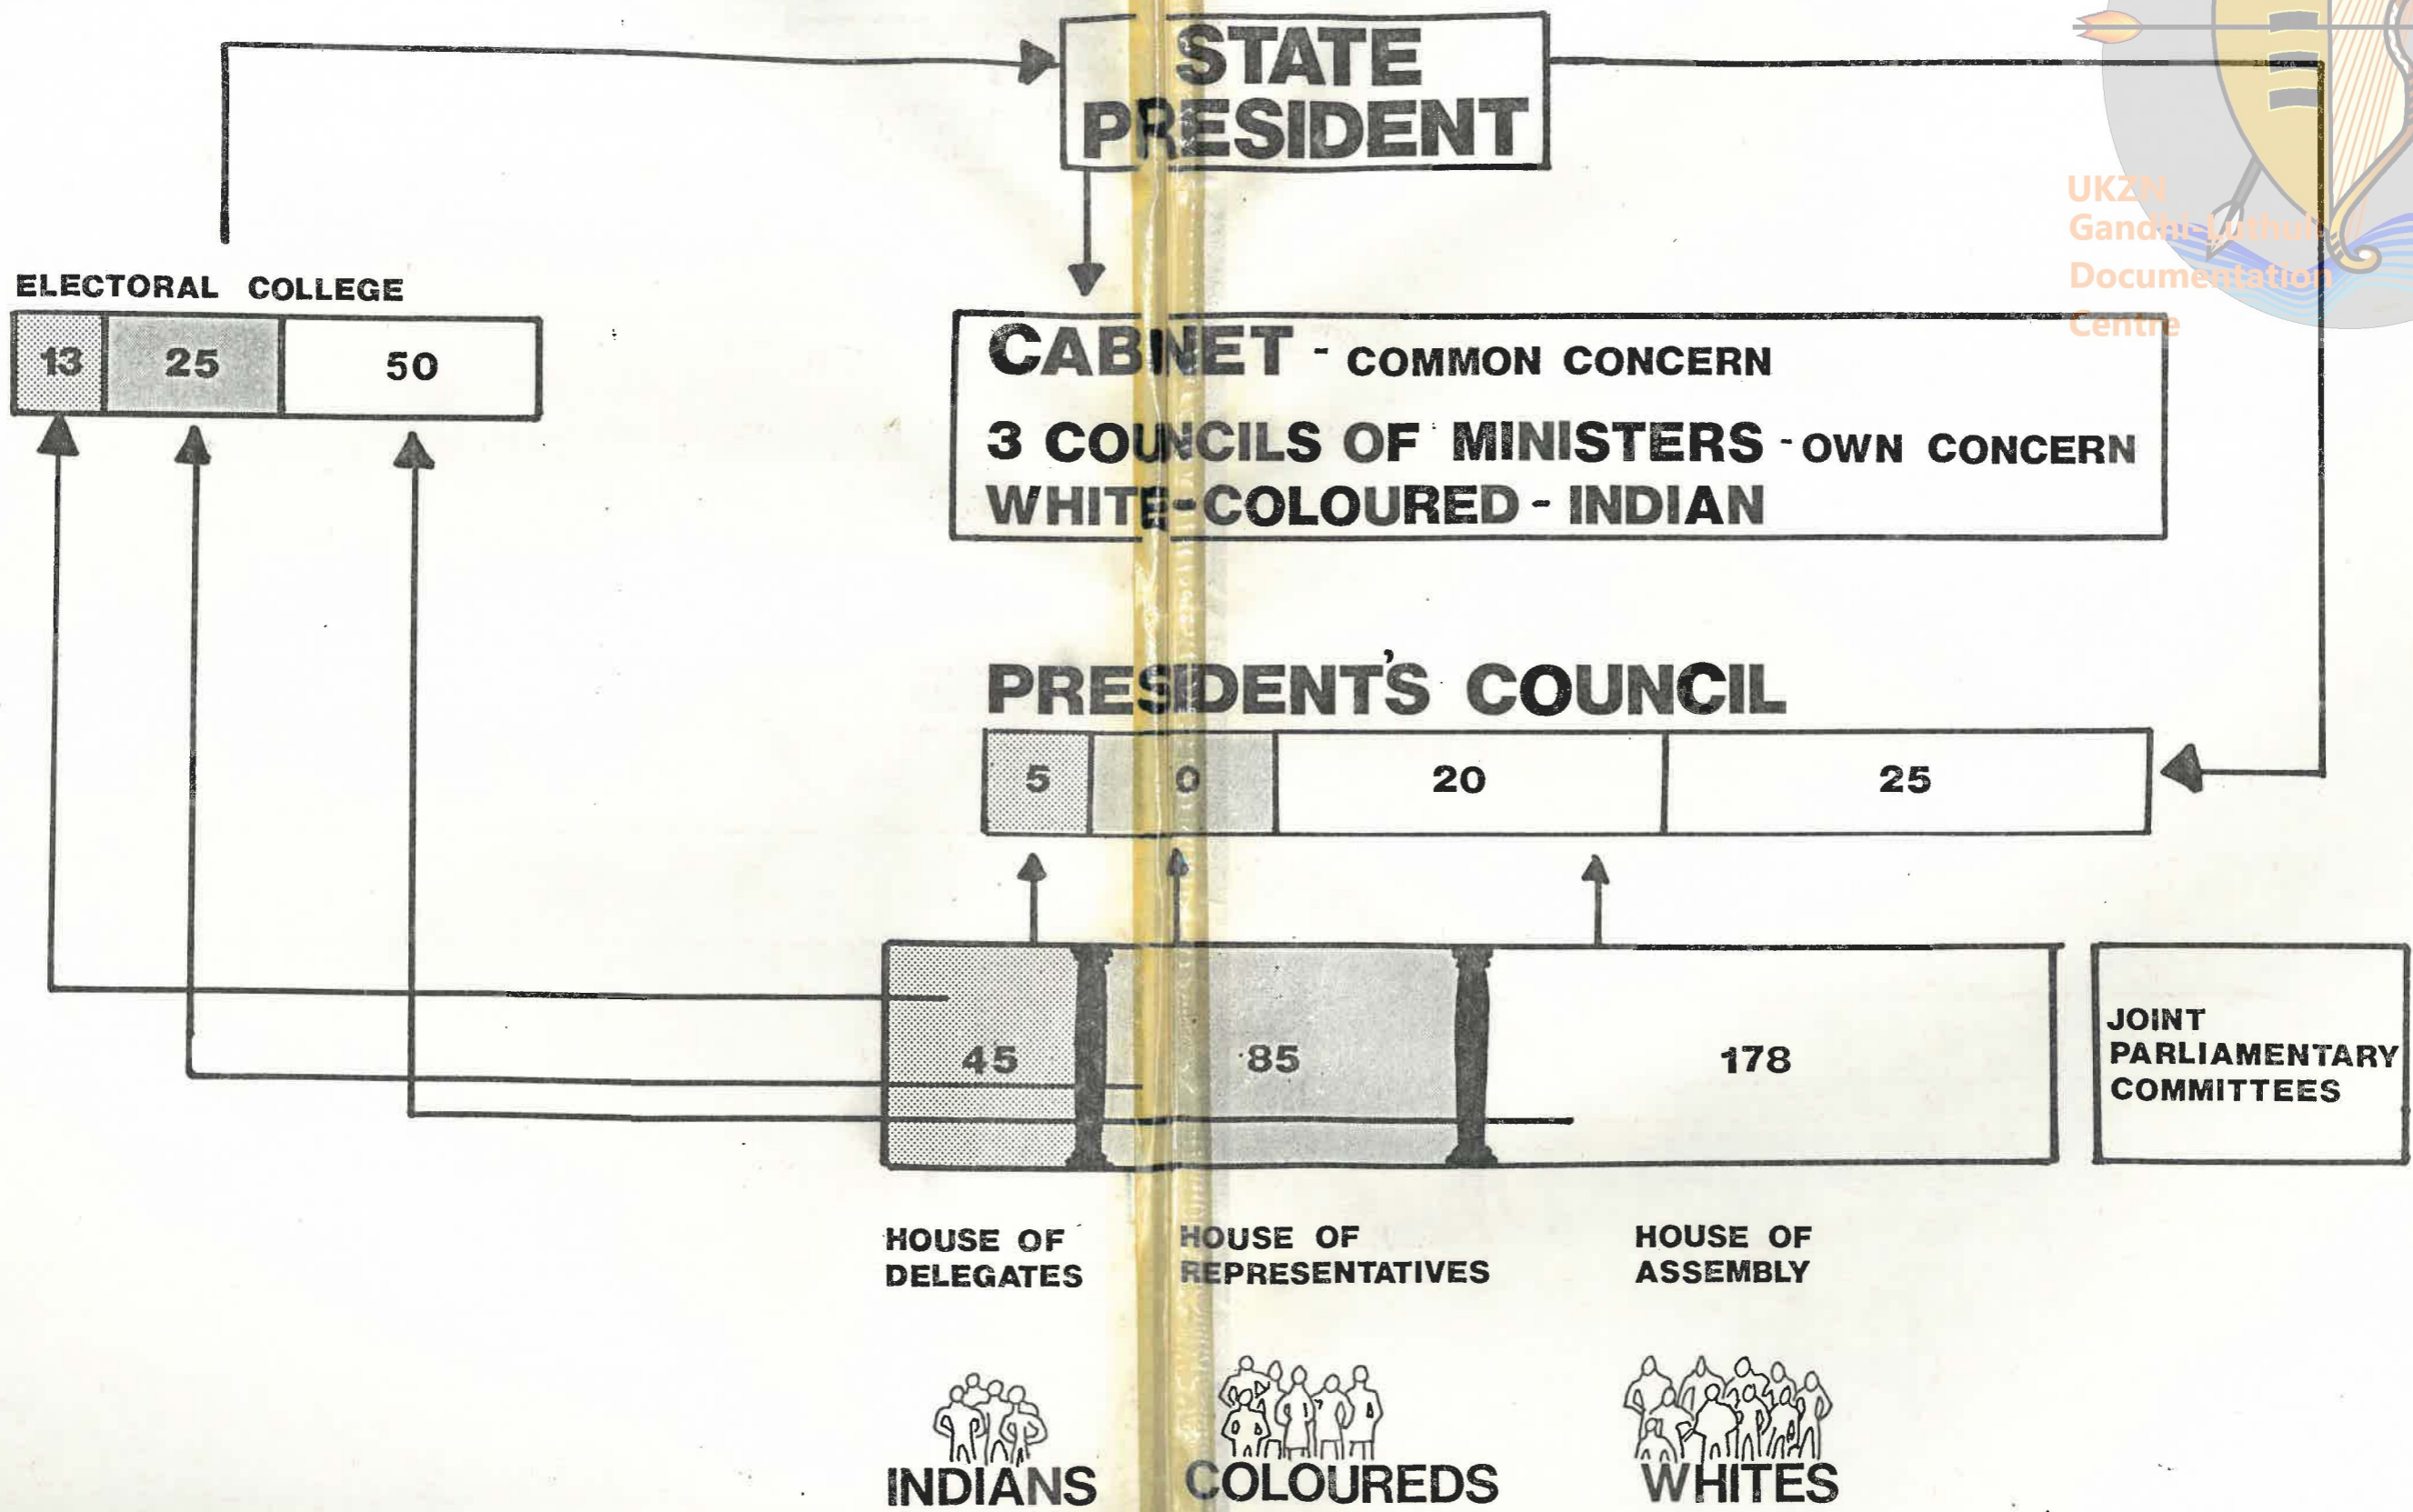 STATE
PRESIDENT
UKZN
Gandhi-Luthuli
Documentation
Centre
ELECTORAL COLLEGE
13 25 50
CABNET - COMMON CONCERN
3 COUNCILS OF MINISTERS - OWN CONCERN
WHITE-COLOURED - INDIAN
PRESIDENT'S COUNCIL
5 0 20 25
45 85 178
JOINT
PARLIAMENTARY
COMMITTEES
HOUSE OF
DELEGATES
HOUSE OF
REPRESENTATIVES
HOUSE OF
ASSEMBLY
INDIANS COLOUREDS WHITES